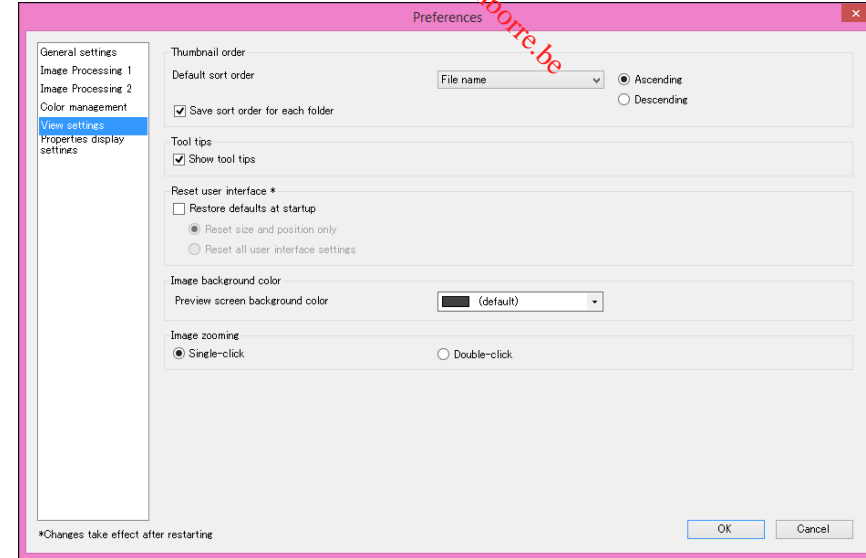 Preferences
General settings
Image Processing 1
Image Processing 2
Color management
View settings
Properties display
settings
Thumbnail order
Default sort order
File name
Ascending
Descending
Save sort order for each folder
Tool tips
Show tool tips
Reset user interface *
Restore defaults at startup
Reset size and position only
Reset all user interface settings
Image background color
Preview screen background color
(default)
Image zooming
Single-click
Double-click
*Changes take effect after restarting
OK
Cancel